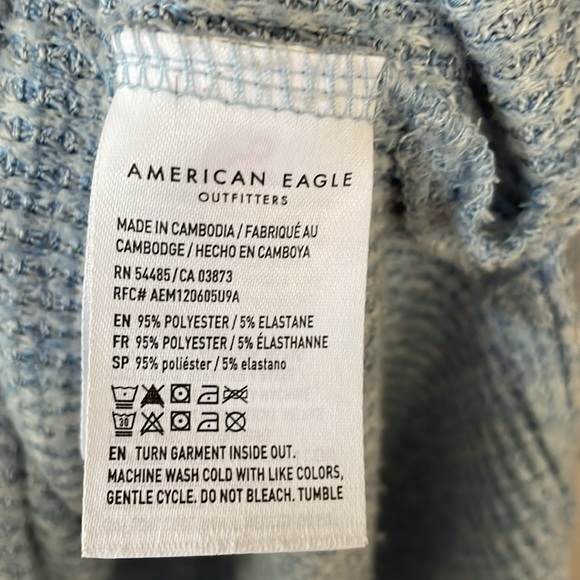 AMERICAN EAGLE
OUTFITTERS
MADE IN CAMBODIA / FABRIQUÉ AU
CAMBODGE / HECHO EN CAMBOYA
RN 54485 / CA 03873
RFC# AEM120605U9A
EN 95% POLYESTER / 5% ELASTANE
FR 95% POLYESTER / 5% ÉLASTHANNE
SP 95% poliéster / 5% elastano
30
EN TURN GARMENT INSIDE OUT.
MACHINE WASH COLD WITH LIKE COLORS,
GENTLE CYCLE. DO NOT BLEACH. TUMBLE